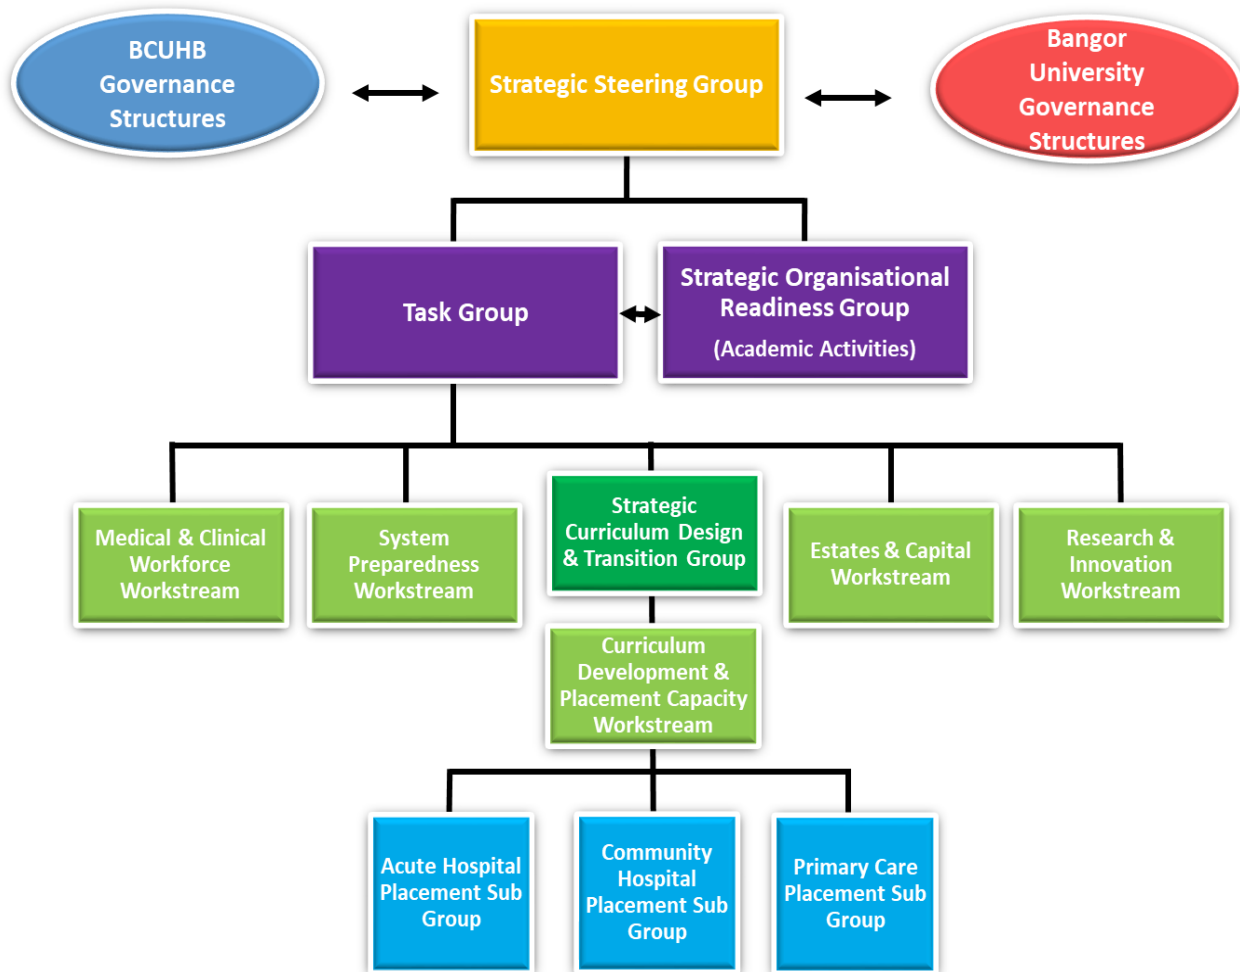 BCUHB
Governance
Structures
Strategic Steering Group
Bangor
University
Governance
Structures
Task Group
Strategic Organisational
Readiness Group
(Academic Activities)
Medical & Clinical
Workforce
Workstream
System
Preparedness
Workstream
Strategic
Curriculum Design
& Transition Group
Estates & Capital
Workstream
Research &
Innovation
Workstream
Curriculum
Development &
Placement Capacity
Workstream
Acute Hospital
Placement Sub
Group
Community
Hospital
Placement Sub
Group
Primary Care
Placement Sub
Group